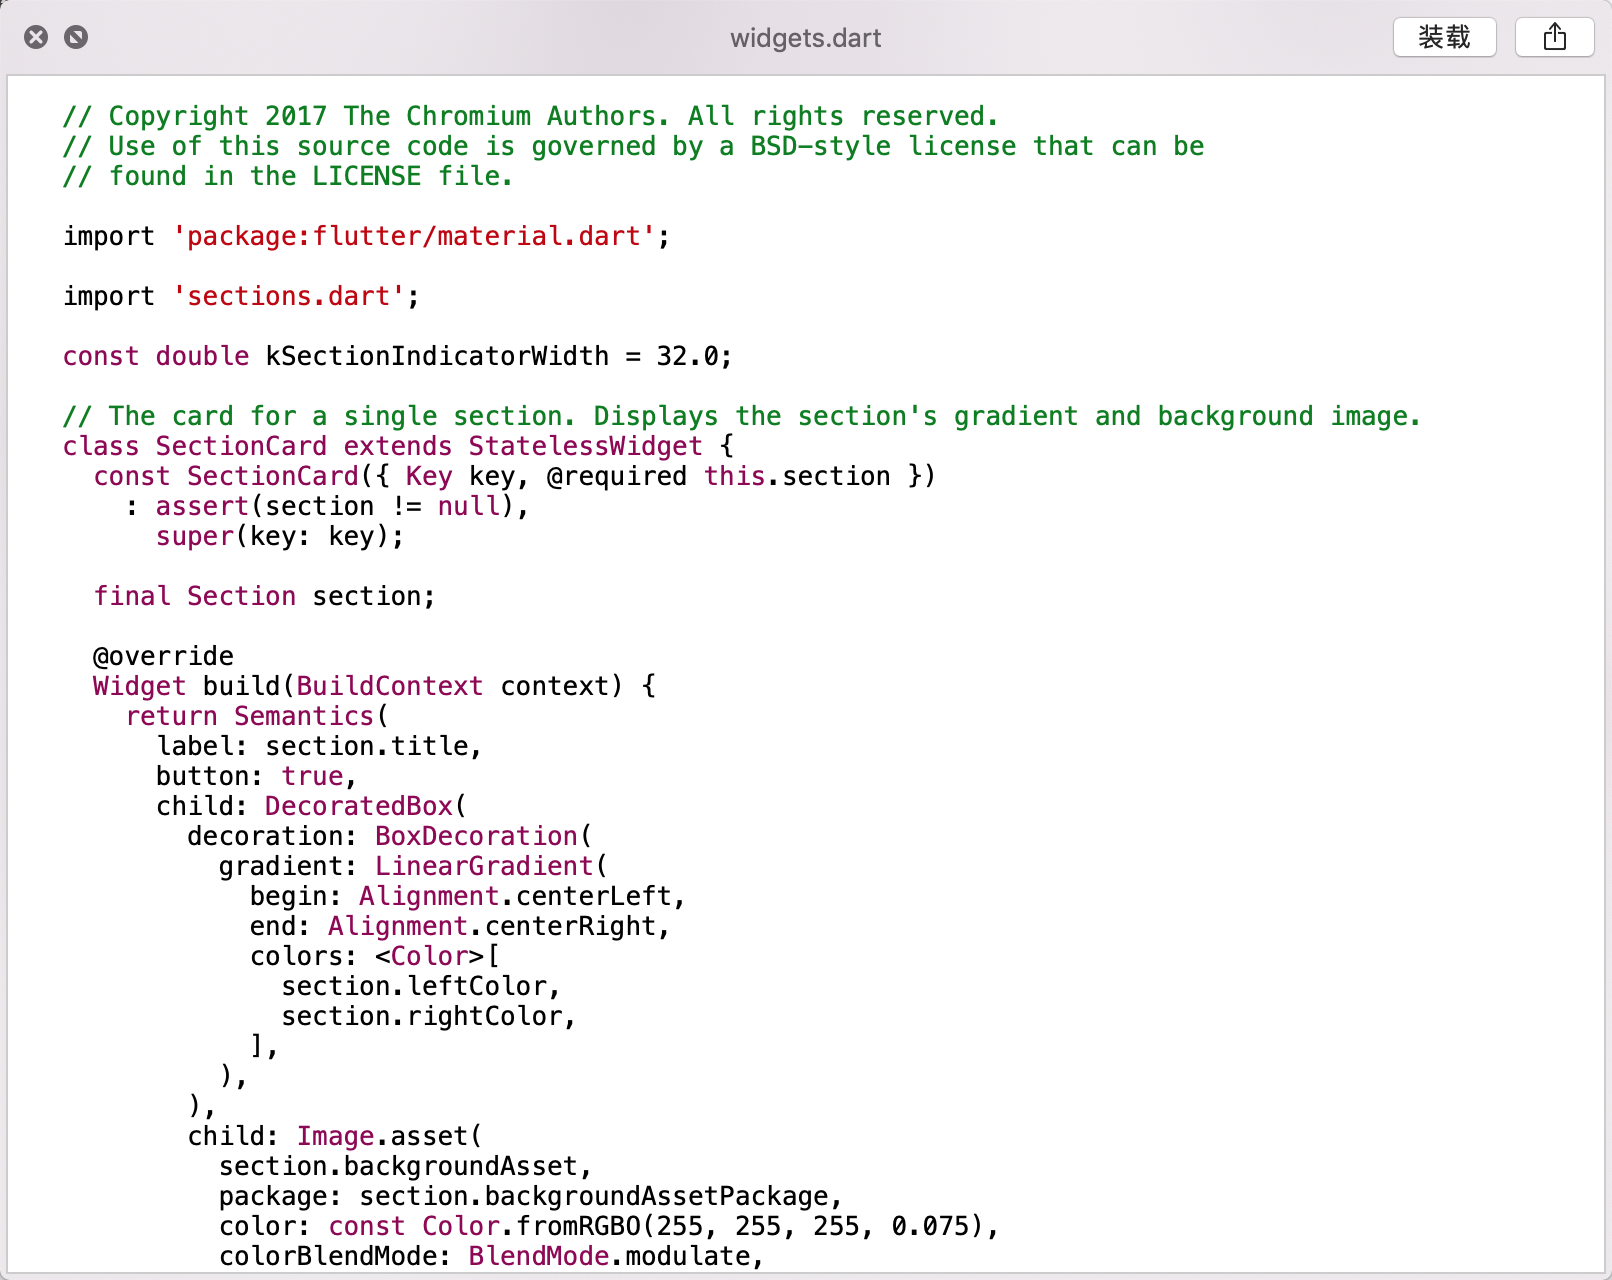 widgets.dart
装载
// Copyright 2017 The Chromium Authors. All rights reserved.
// Use of this source code is governed by a BSD-style license that can be
// found in the LICENSE file.

import 'package:flutter/material.dart';

import 'sections.dart';

const double kSectionIndicatorWidth = 32.0;

// The card for a single section. Displays the section's gradient and background image.
class SectionCard extends StatelessWidget {
  const SectionCard({ Key key, @required this.section })
    : assert(section != null),
      super(key: key);

  final Section section;

  @override
  Widget build(BuildContext context) {
    return Semantics(
      label: section.title,
      button: true,
      child: DecoratedBox(
        decoration: BoxDecoration(
          gradient: LinearGradient(
            begin: Alignment.centerLeft,
            end: Alignment.centerRight,
            colors: <Color>[
              section.leftColor,
              section.rightColor,
            ],
          ),
        ),
        child: Image.asset(
          section.backgroundAsset,
          package: section.backgroundAssetPackage,
          color: const Color.fromRGBO(255, 255, 255, 0.075),
          colorBlendMode: BlendMode.modulate,